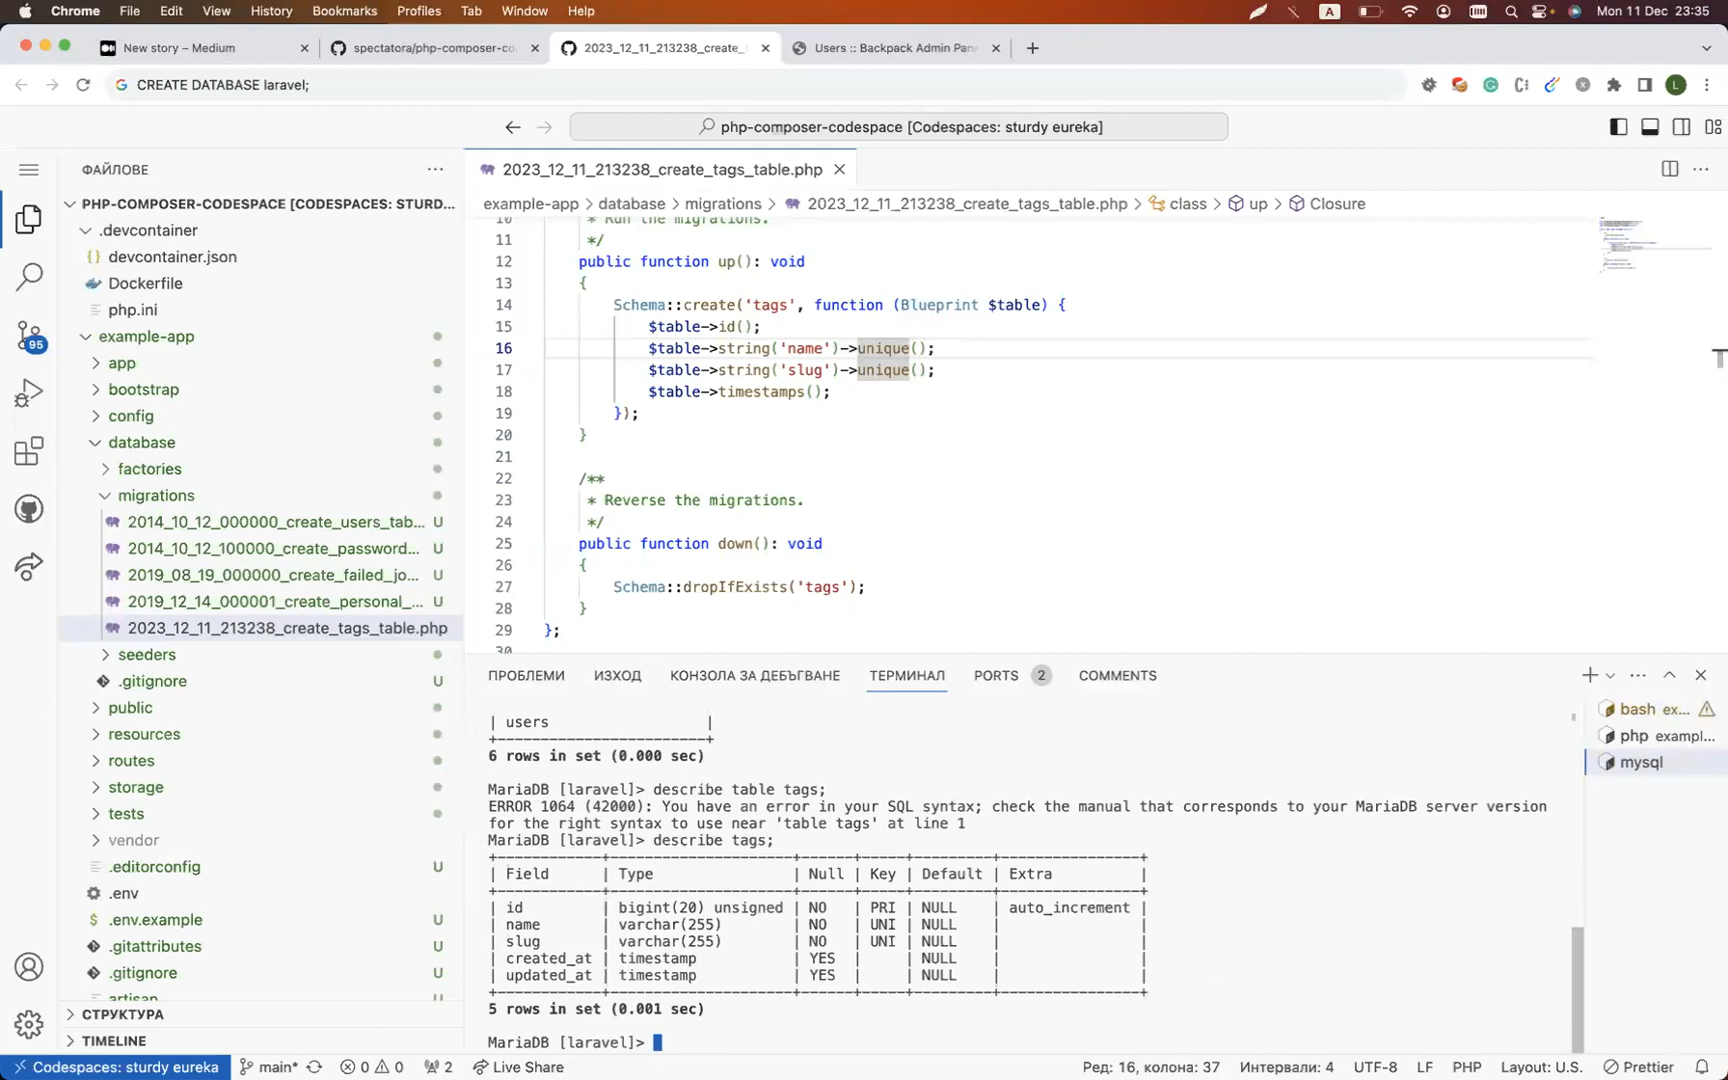 Chrome File Edit View History Bookmarks Profiles Tab Window Help A Mon 11 Dec 23:35
New story – Medium spectatora/php-composer-co 2023_12_11_213238_create_ Users :: Backpack Admin Pan
CREATE DATABASE laravel; L
php-composer-codespace [Codespaces: sturdy eureka]
ФАЙЛОВЕ
2023_12_11_213238_create_tags_table.php
PHP-COMPOSER-CODESPACE [CODESPACES: STURD...
example-app > database > migrations > 2023_12_11_213238_create_tags_table.php > class > up > Closure
.devcontainer
devcontainer.json
Dockerfile
php.ini
example-app
app
bootstrap
config
database
factories
migrations
2014_10_12_000000_create_users_tab... U
2014_10_12_100000_create_password... U
2019_08_19_000000_create_failed_jo... U
2019_12_14_000001_create_personal_... U
2023_12_11_213238_create_tags_table.php
seeders
.gitignore U
public
resources
routes
storage
tests
vendor
.editorconfig U
.env
.env.example U
.gitattributes U
.gitignore U
artisan
СТРУКТУРА
TIMELINE
95
10 * Run the migrations.
11 */
12 public function up(): void
13 {
14 Schema::create('tags', function (Blueprint $table) {
15 $table->id();
16 $table->string('name')->unique();
17 $table->string('slug')->unique();
18 $table->timestamps();
19 });
20 }
21
22 /**
23 * Reverse the migrations.
24 */
25 public function down(): void
26 {
27 Schema::dropIfExists('tags');
28 }
29 };
30
ПРОБЛЕМИ ИЗХОД КОНЗОЛА ЗА ДЕБЪГВАНЕ ТЕРМИНАЛ PORTS 2 COMMENTS
bash ex...
php exampl...
mysql
| users |
+-----------------------+
6 rows in set (0.000 sec)
MariaDB [laravel]> describe table tags;
ERROR 1064 (42000): You have an error in your SQL syntax; check the manual that corresponds to your MariaDB server version
for the right syntax to use near 'table tags' at line 1
MariaDB [laravel]> describe tags;
+------------+---------------------+------+-----+---------+----------------+
| Field | Type | Null | Key | Default | Extra |
+------------+---------------------+------+-----+---------+----------------+
| id | bigint(20) unsigned | NO | PRI | NULL | auto_increment |
| name | varchar(255) | NO | UNI | NULL | |
| slug | varchar(255) | NO | UNI | NULL | |
| created_at | timestamp | YES | | NULL | |
| updated_at | timestamp | YES | | NULL | |
+------------+---------------------+------+-----+---------+----------------+
5 rows in set (0.001 sec)
MariaDB [laravel]>
Codespaces: sturdy eureka main* 0 0 2 Live Share Ред: 16, колона: 37 Интервали: 4 UTF-8 LF PHP Layout: U.S. Prettier